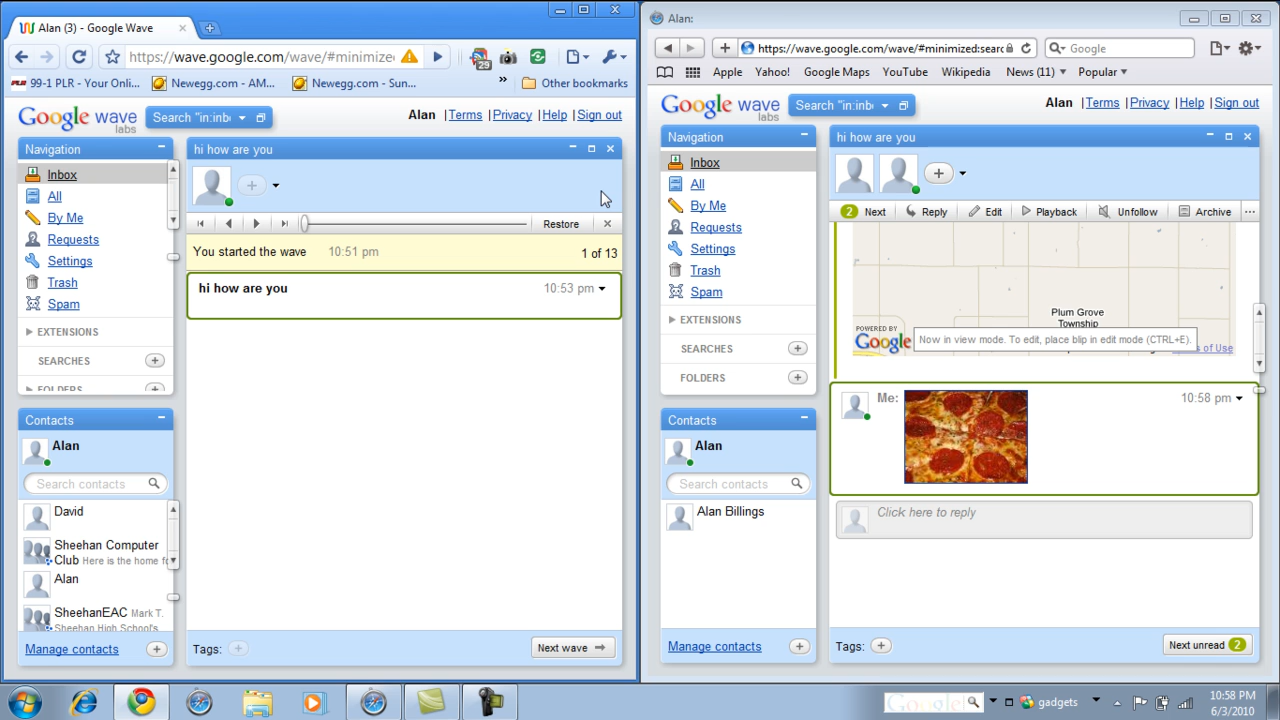 Alan (3) - Google Wave
https://wave.google.com/wave/#minimized
29
99-1 PLR - Your Onli...
Newegg.com - AM...
Newegg.com - Sun...
»
Other bookmarks
Google wave
labs
Search "in:inb
Alan | Terms | Privacy | Help | Sign out
Navigation
Inbox
All
By Me
Requests
Settings
Trash
Spam
EXTENSIONS
SEARCHES
FOLDERS
Contacts
Alan
Search contacts
David
Sheehan Computer
Club Here is the home fo
Alan
SheehanEAC Mark T.
Sheehan High School's
Manage contacts
hi how are you
Restore
You started the wave 10:51 pm 1 of 13
hi how are you 10:53 pm
Tags:
Next wave
Alan:
https://wave.google.com/wave/#minimized:searc
Google
Apple Yahoo! Google Maps YouTube Wikipedia News (11) Popular
Google wave
labs
Search "in:inb
Alan | Terms | Privacy | Help | Sign out
Navigation
Inbox
All
By Me
Requests
Settings
Trash
Spam
EXTENSIONS
SEARCHES
FOLDERS
Contacts
Alan
Search contacts
Alan Billings
Manage contacts
hi how are you
2 Next Reply Edit Playback Unfollow Archive ...
Plum Grove
Township
POWERED BY
Google
Now in view mode. To edit, place blip in edit mode (CTRL+E).
Terms of Use
Me: 10:58 pm
Click here to reply
Tags:
Next unread 2
Google
gadgets
10:58 PM
6/3/2010